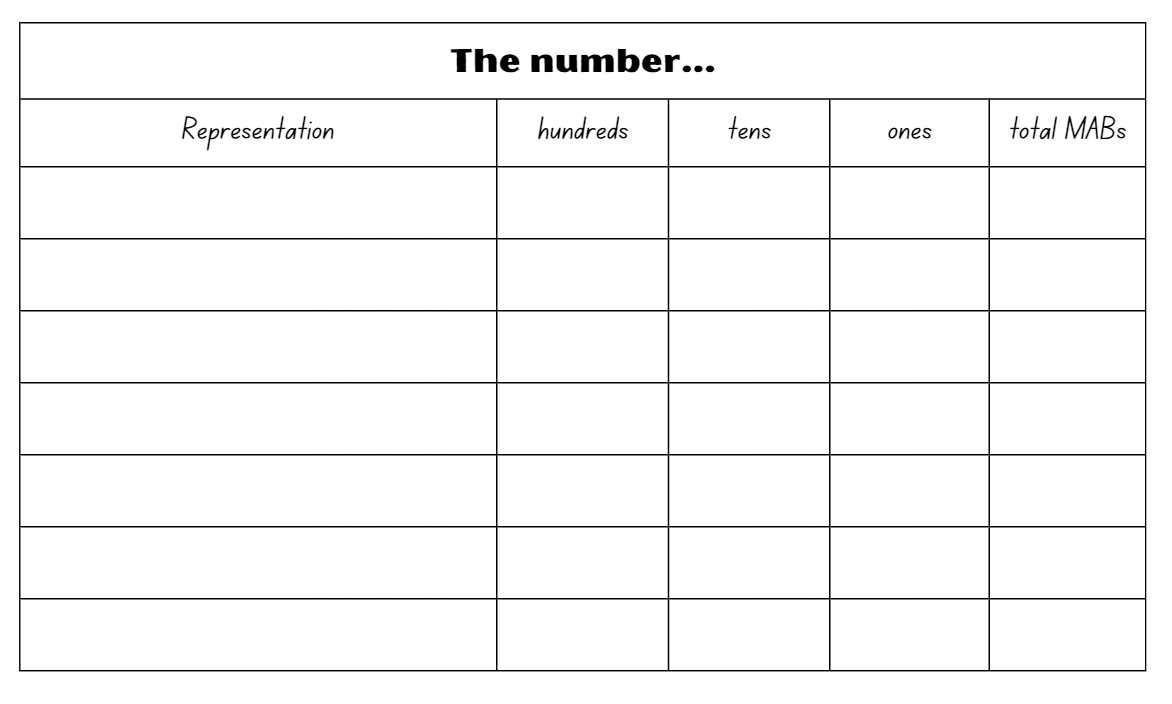 The number...
Representation hundreds tens ones total MABs